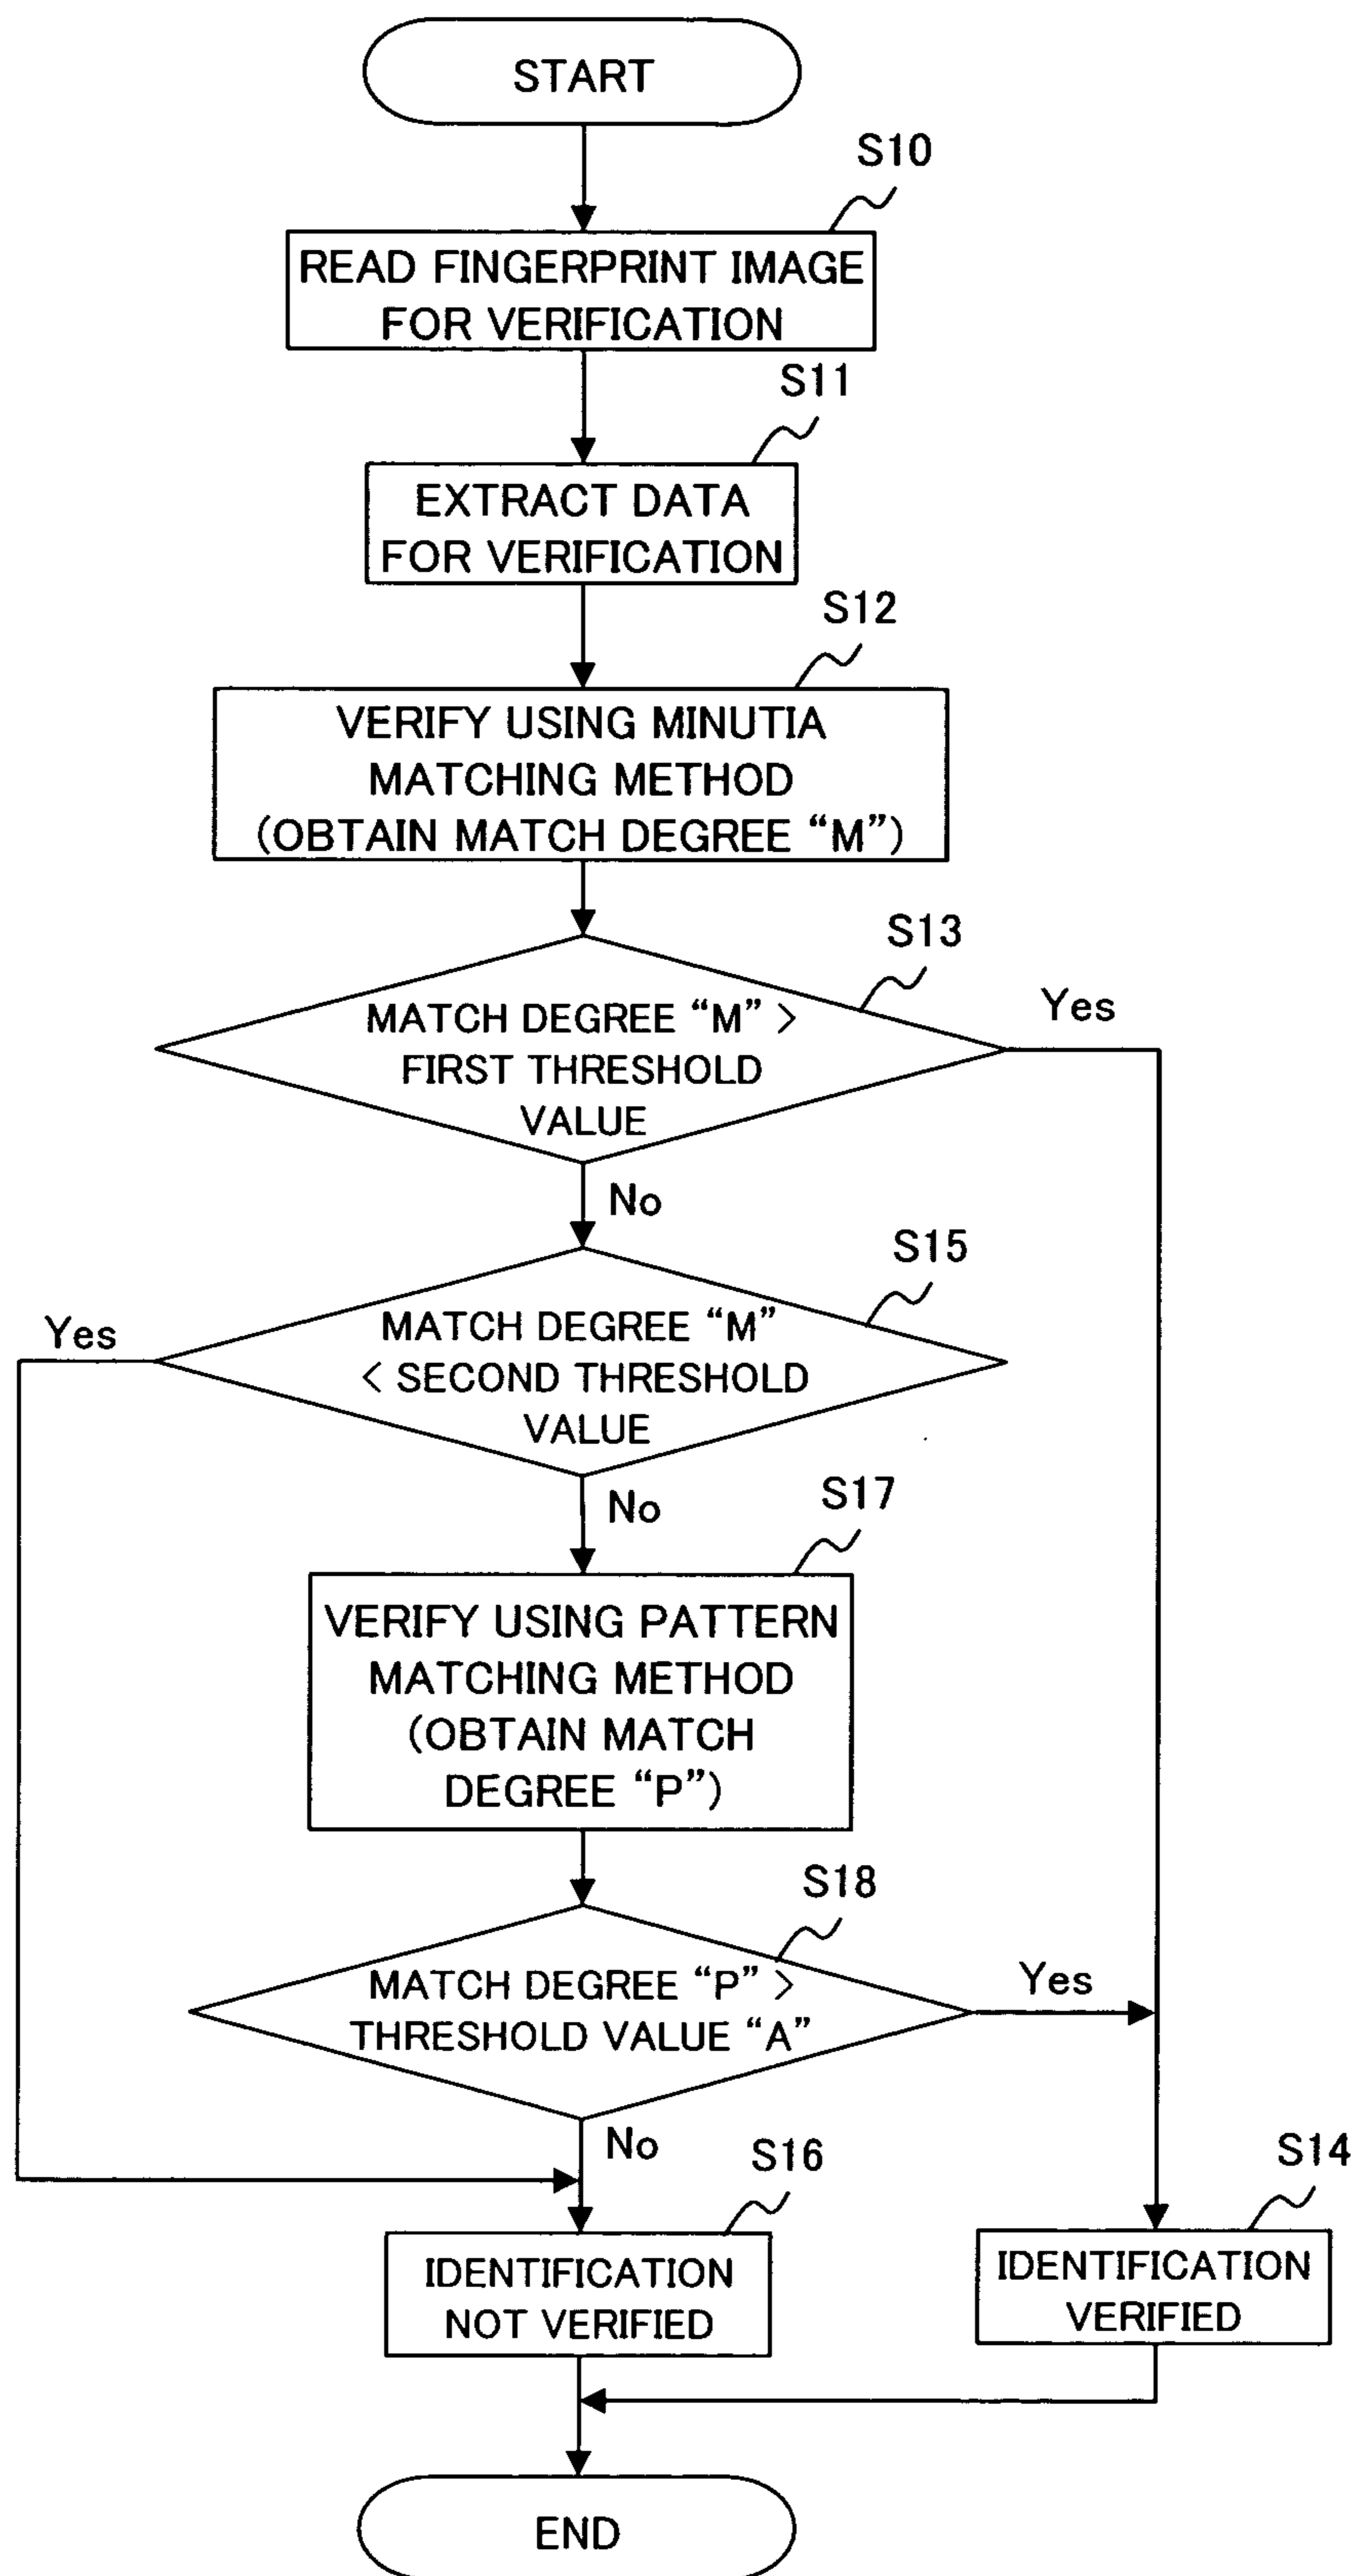 START
S10
READ FINGERPRINT IMAGE
FOR VERIFICATION
S11
EXTRACT DATA
FOR VERIFICATION
S12
VERIFY USING MINUTIA
MATCHING METHOD
(OBTAIN MATCH DEGREE “M”)
S13
MATCH DEGREE “M” >
FIRST THRESHOLD
VALUE
Yes
No
S15
MATCH DEGREE “M”
< SECOND THRESHOLD
VALUE
Yes
No
S17
VERIFY USING PATTERN
MATCHING METHOD
(OBTAIN MATCH
DEGREE “P”)
S18
MATCH DEGREE “P” >
THRESHOLD VALUE “A”
Yes
No
S16
IDENTIFICATION
NOT VERIFIED
S14
IDENTIFICATION
VERIFIED
END